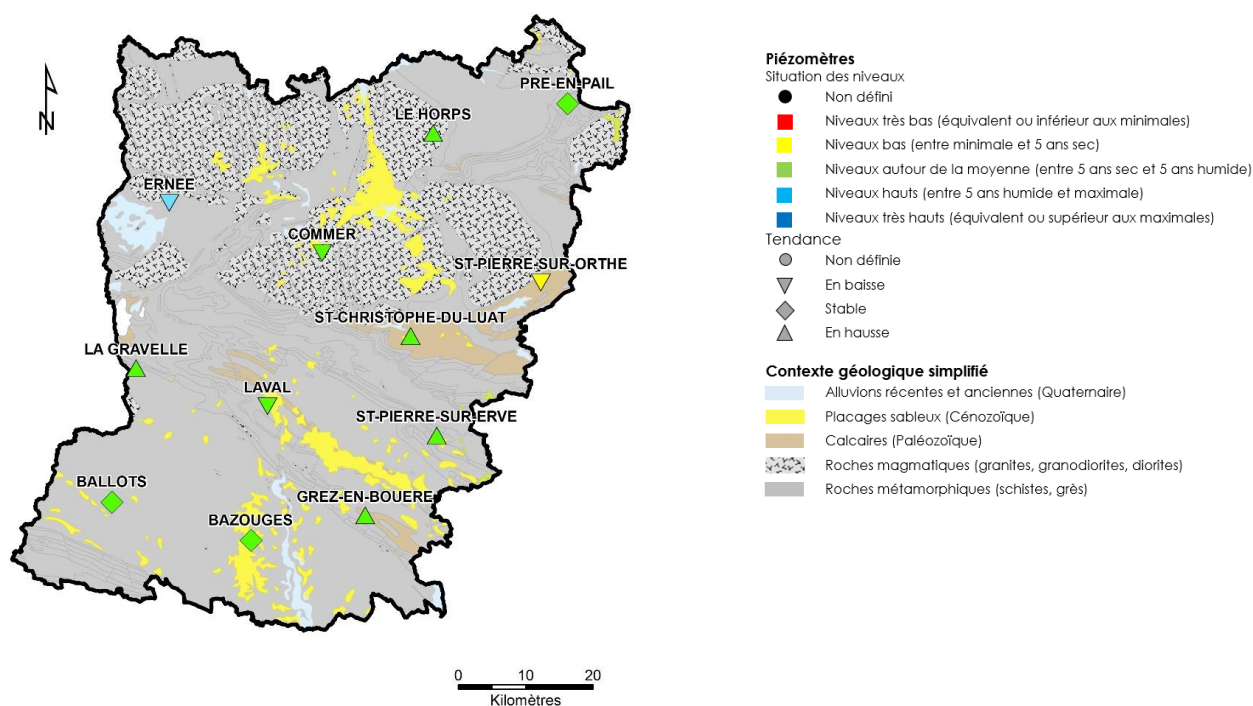 N
PRE-EN-PAIL
LE HORPS
ERNEE
COMMER
ST-PIERRE-SUR-ORTHE
ST-CHRISTOPHE-DU-LUAT
LA GRAVELLE
LAVAL
ST-PIERRE-SUR-ERVE
BALLOTS
GREZ-EN-BOUERE
BAZOUGES
0 10 20
Kilomètres
Piézomètres
Situation des niveaux
Non défini
Niveaux très bas (équivalent ou inférieur aux minimales)
Niveaux bas (entre minimale et 5 ans sec)
Niveaux autour de la moyenne (entre 5 ans sec et 5 ans humide)
Niveaux hauts (entre 5 ans humide et maximale)
Niveaux très hauts (équivalent ou supérieur aux maximales)
Tendance
Non définie
En baisse
Stable
En hausse
Contexte géologique simplifié
Alluvions récentes et anciennes (Quaternaire)
Placages sableux (Cénozoïque)
Calcaires (Paléozoïque)
Roches magmatiques (granites, granodiorites, diorites)
Roches métamorphiques (schistes, grès)